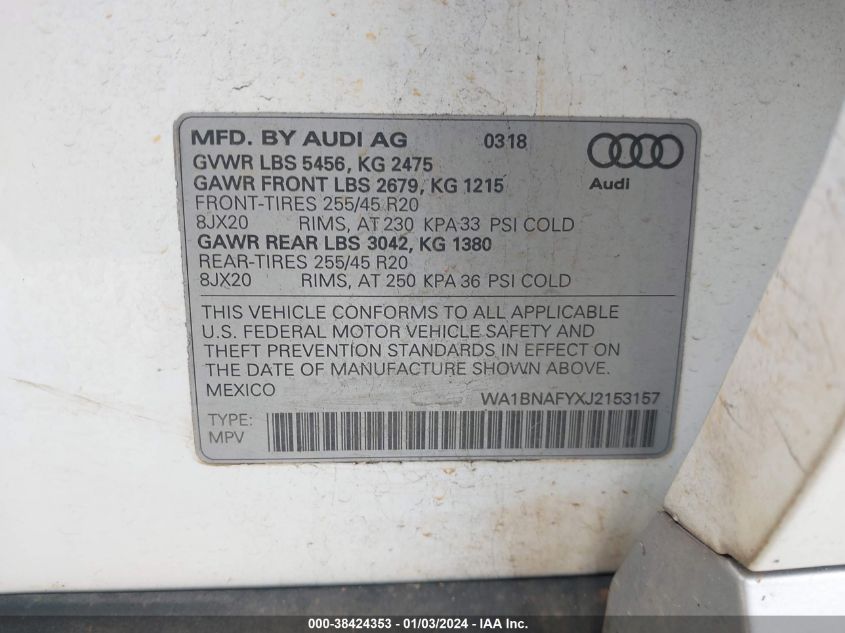 MFD. BY AUDI AG 0318
GVWR LBS 5456, KG 2475
GAWR FRONT LBS 2679, KG 1215
Audi
FRONT-TIRES 255/45 R20
8JX20 RIMS, AT 230 KPA 33 PSI COLD
GAWR REAR LBS 3042, KG 1380
REAR-TIRES 255/45 R20
8JX20 RIMS, AT 250 KPA 36 PSI COLD
THIS VEHICLE CONFORMS TO ALL APPLICABLE
U.S. FEDERAL MOTOR VEHICLE SAFETY AND
THEFT PREVENTION STANDARDS IN EFFECT ON
THE DATE OF MANUFACTURE SHOWN ABOVE.
MEXICO WA1BNAFYXJ2153157
TYPE:
MPV
000-38424353 - 01/03/2024 - IAA Inc.